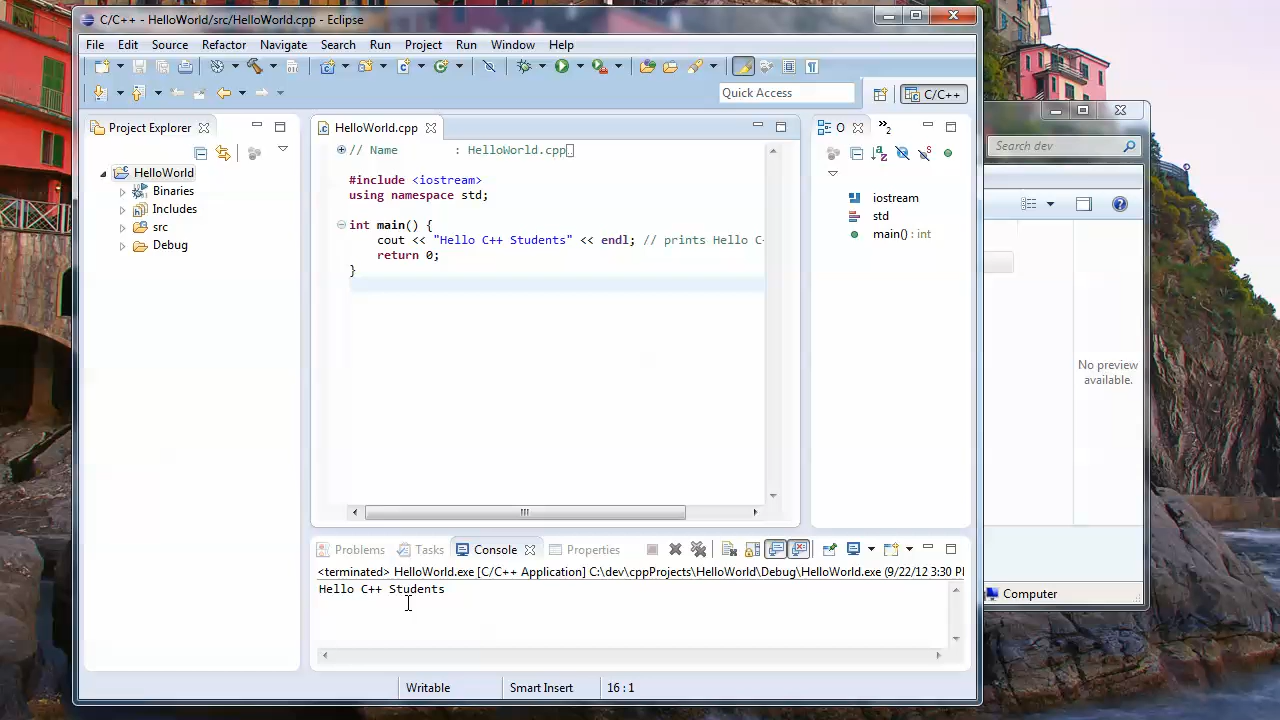 C/C++ - HelloWorld/src/HelloWorld.cpp - Eclipse
File Edit Source Refactor Navigate Search Run Project Run Window Help
Quick Access
C/C++
Project Explorer
HelloWorld
Binaries
Includes
src
Debug
HelloWorld.cpp
// Name        : HelloWorld.cpp
#include <iostream>
using namespace std;
int main() {
cout << "Hello C++ Students" << endl; // prints Hello C-
return 0;
}
O
iostream
std
main() : int
Problems Tasks Console Properties
<terminated> HelloWorld.exe [C/C++ Application] C:\dev\cppProjects\HelloWorld\Debug\HelloWorld.exe (9/22/12 3:30 P
Hello C++ Students
Writable Smart Insert 16 : 1
Search dev
No preview
available.
Computer